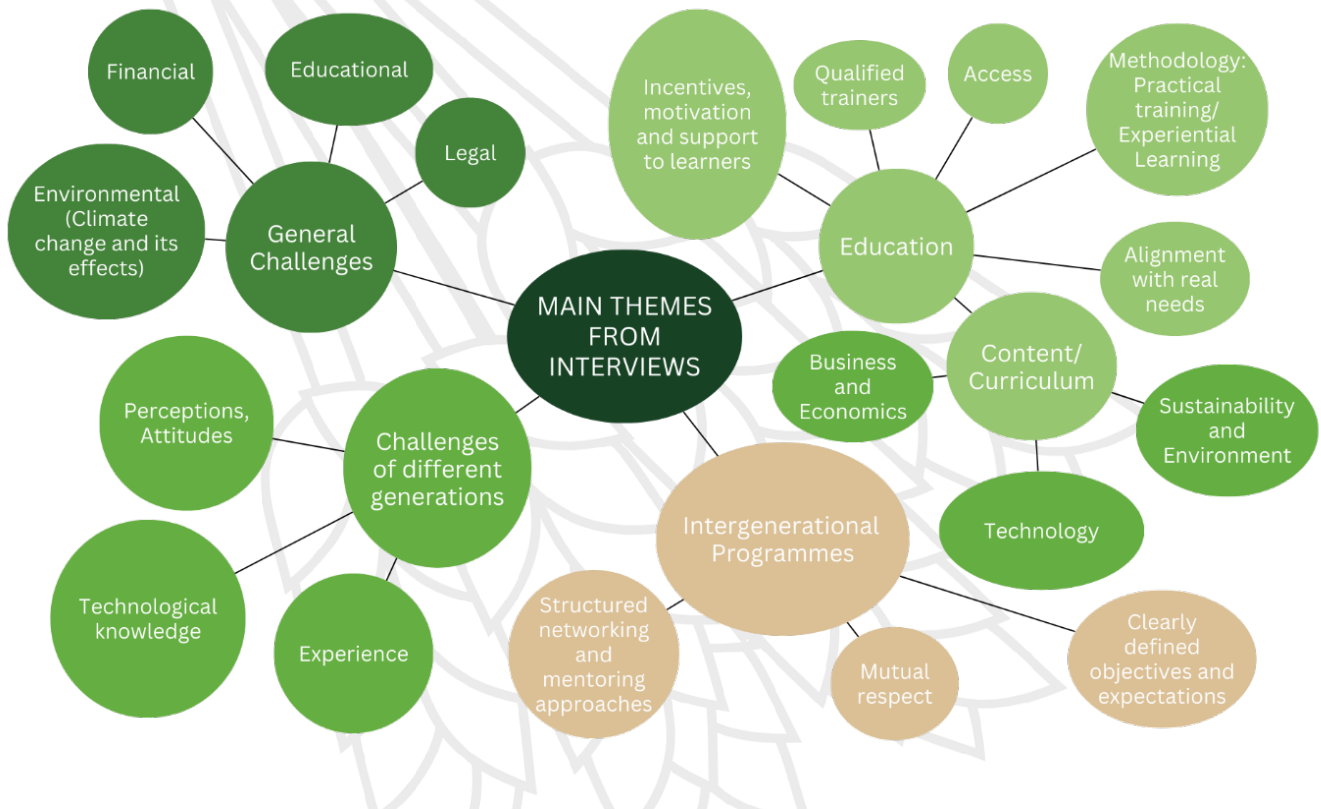 Financial
Educational
Legal
Environmental
(Climate
change and its
effects)
General
Challenges
Incentives,
motivation
and support
to learners
Qualified
trainers
Access
Methodology:
Practical
training/
Experiential
Learning
Education
Alignment
with real
needs
MAIN THEMES
FROM
INTERVIEWS
Content/
Curriculum
Business
and
Economics
Sustainability
and
Environment
Technology
Perceptions,
Attitudes
Challenges
of different
generations
Technological
knowledge
Experience
Intergenerational
Programmes
Structured
networking
and
mentoring
approaches
Mutual
respect
Clearly
defined
objectives and
expectations